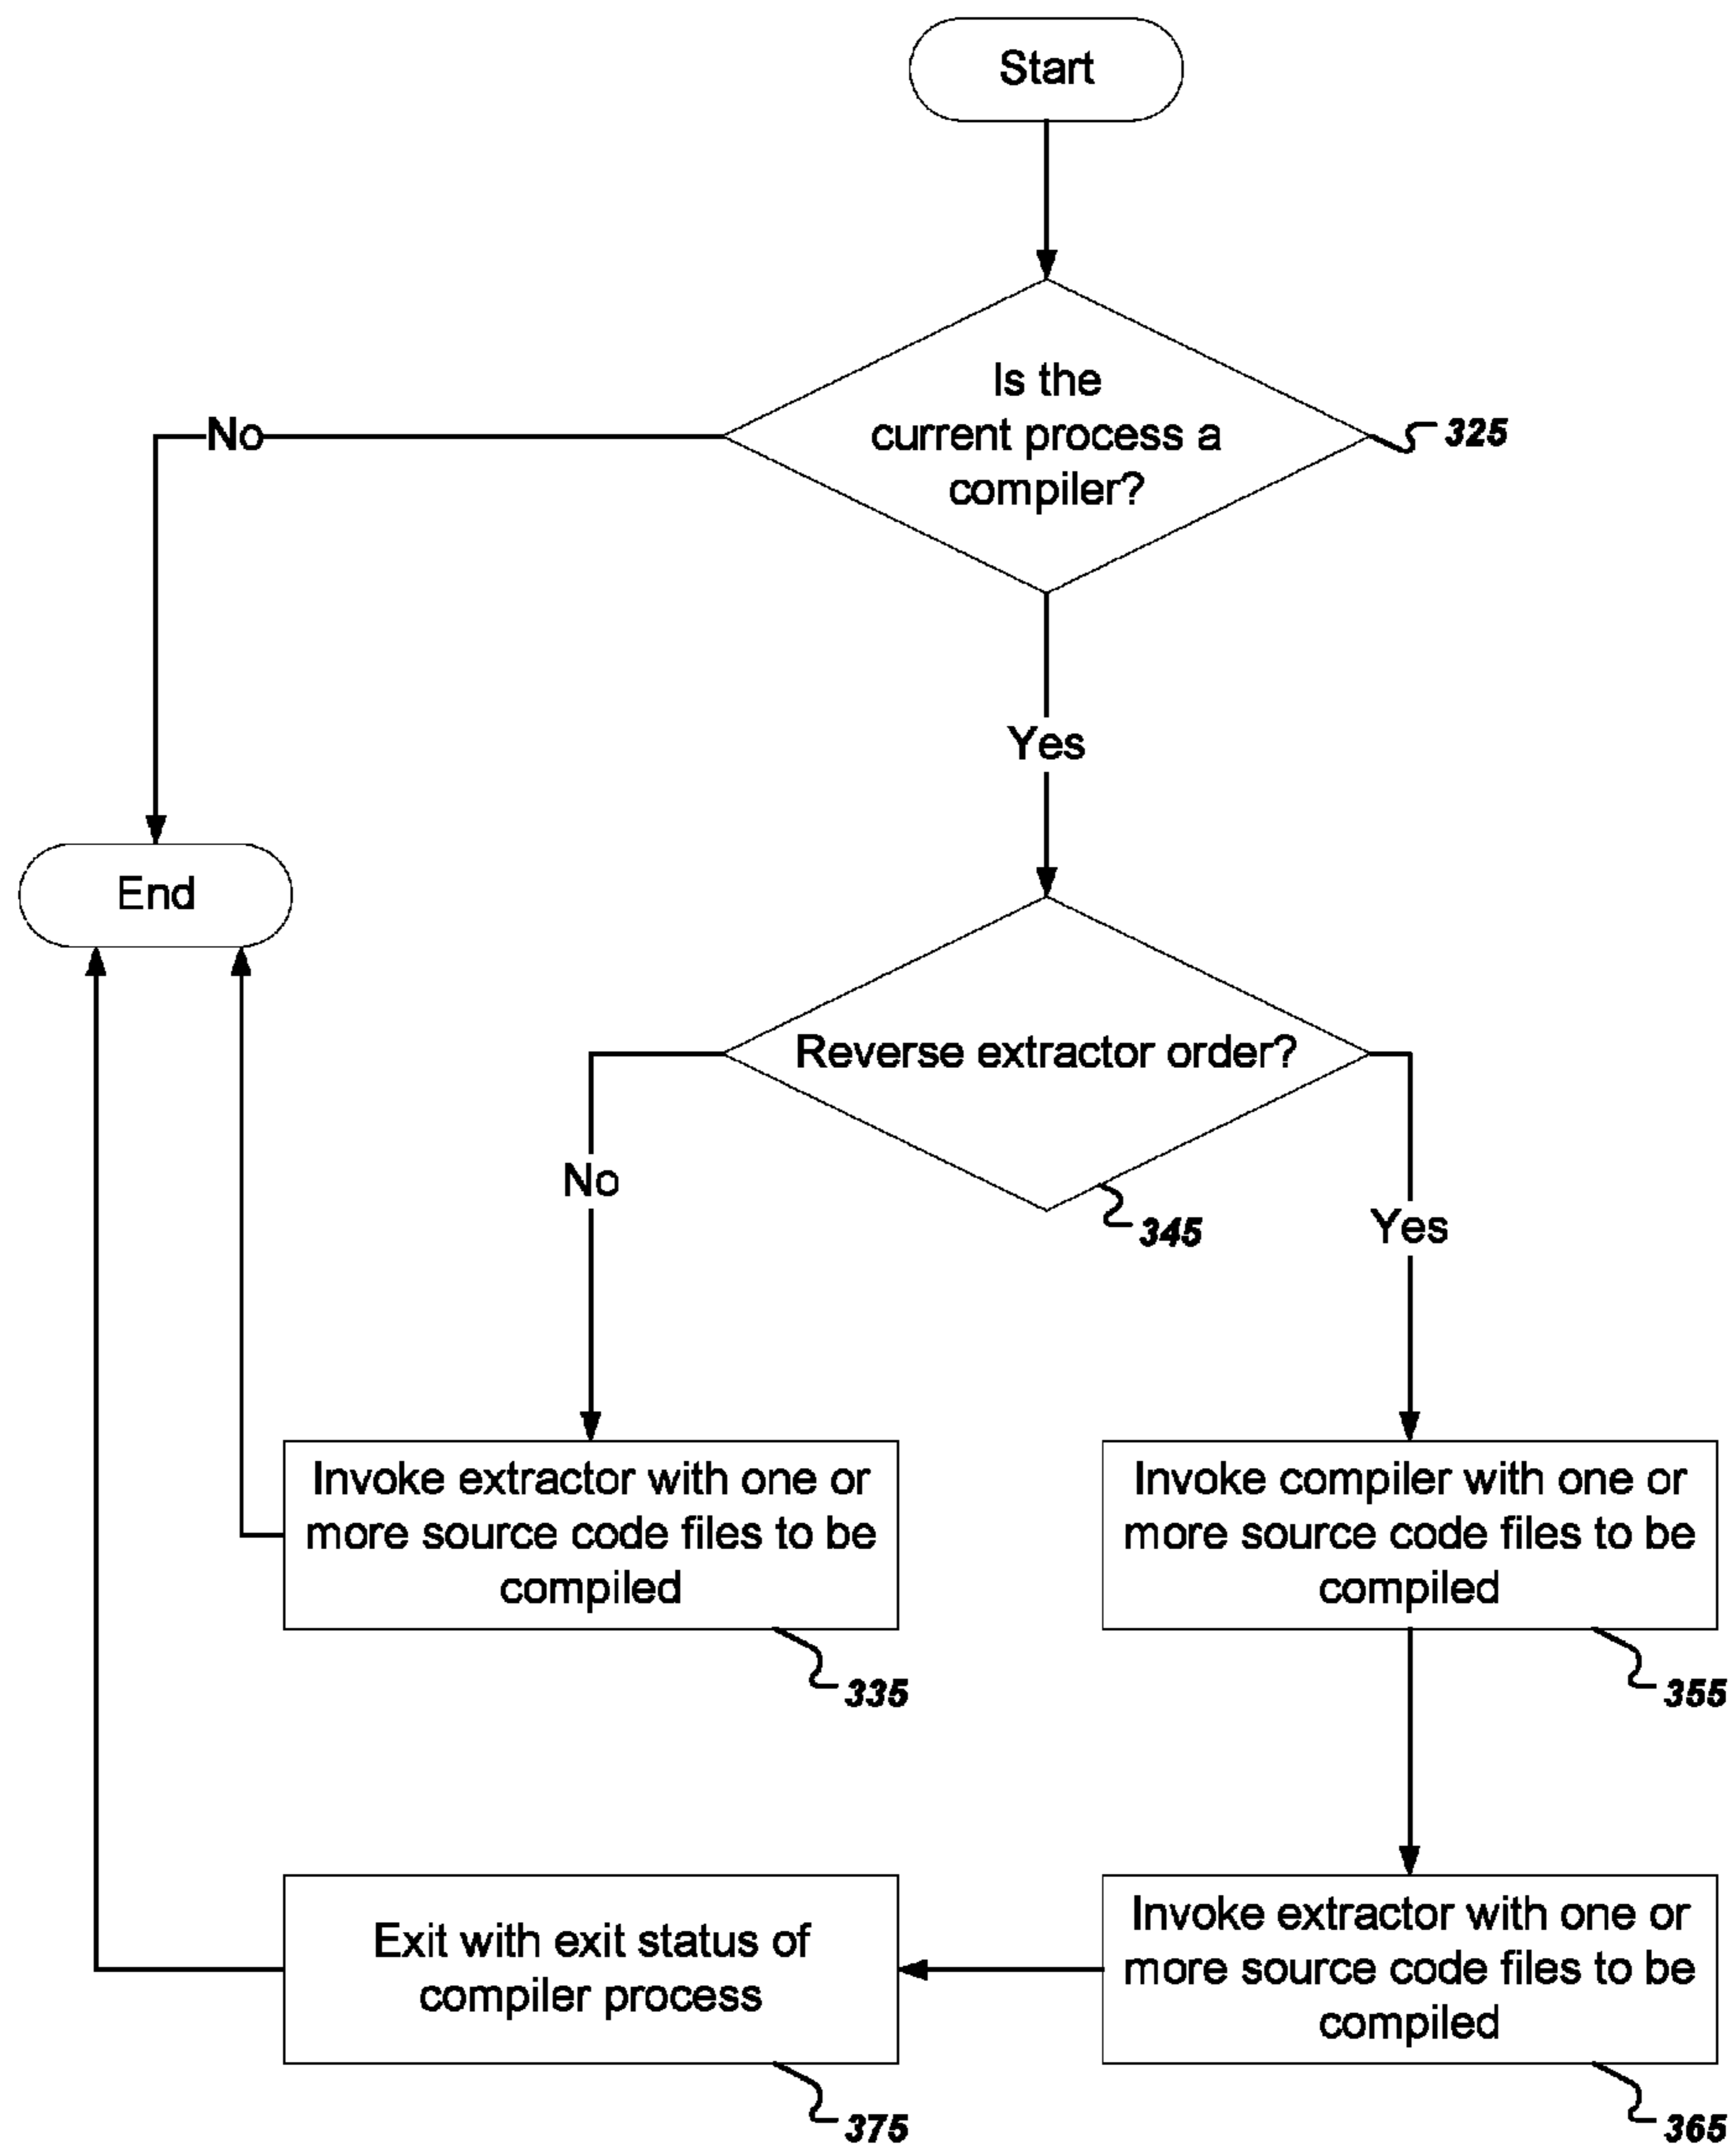 Start
Is the
current process a
compiler?
325
No
Yes
End
Reverse extractor order?
345
No
Yes
Invoke extractor with one or
more source code files to be
compiled
335
Invoke compiler with one or
more source code files to be
compiled
355
Exit with exit status of
compiler process
375
Invoke extractor with one or
more source code files to be
compiled
365